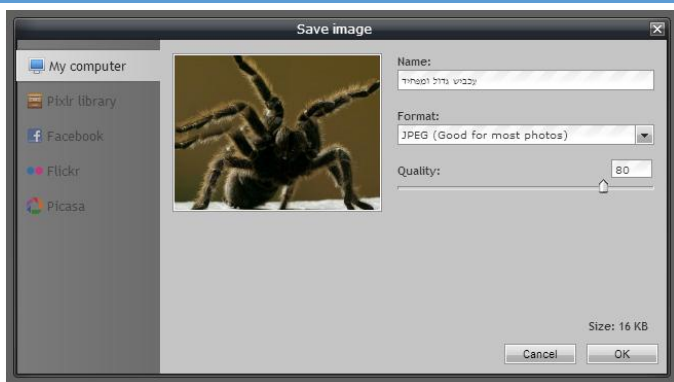 Save image
My computer
Pixlr library
Facebook
Flickr
Picasa
Name:
עכביש גדול ומפחיד
Format:
JPEG (Good for most photos)
Quality:
80
Size: 16 KB
Cancel
OK